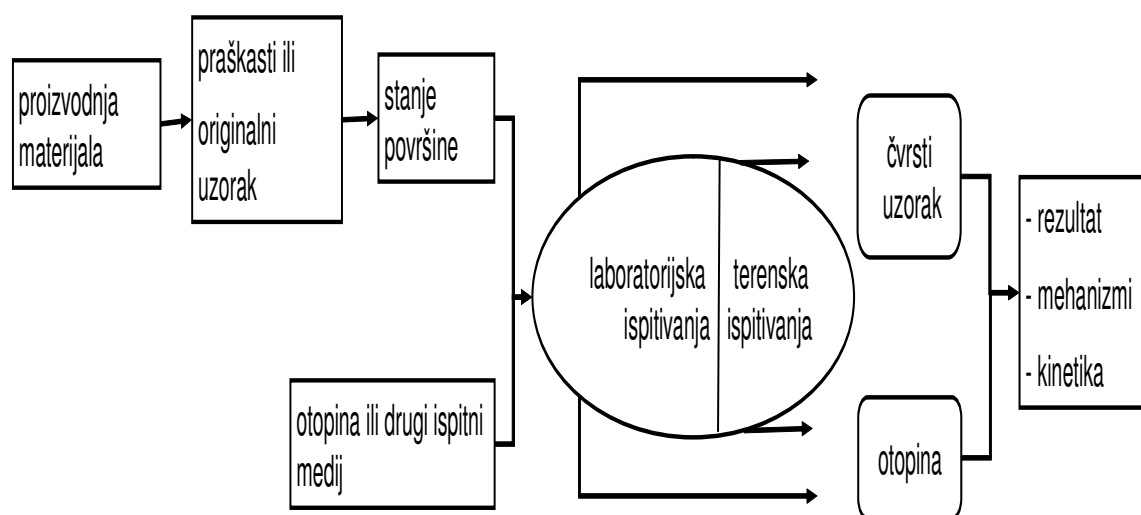 proizvodnja
materijala
praškasti ili
originalni
uzorak
stanje
površine
otopina ili drugi ispitni
medij
laboratorijska
ispitivanja
terenska
ispitivanja
čvrsti
uzorak
otopina
- rezultat
- mehanizmi
- kinetika